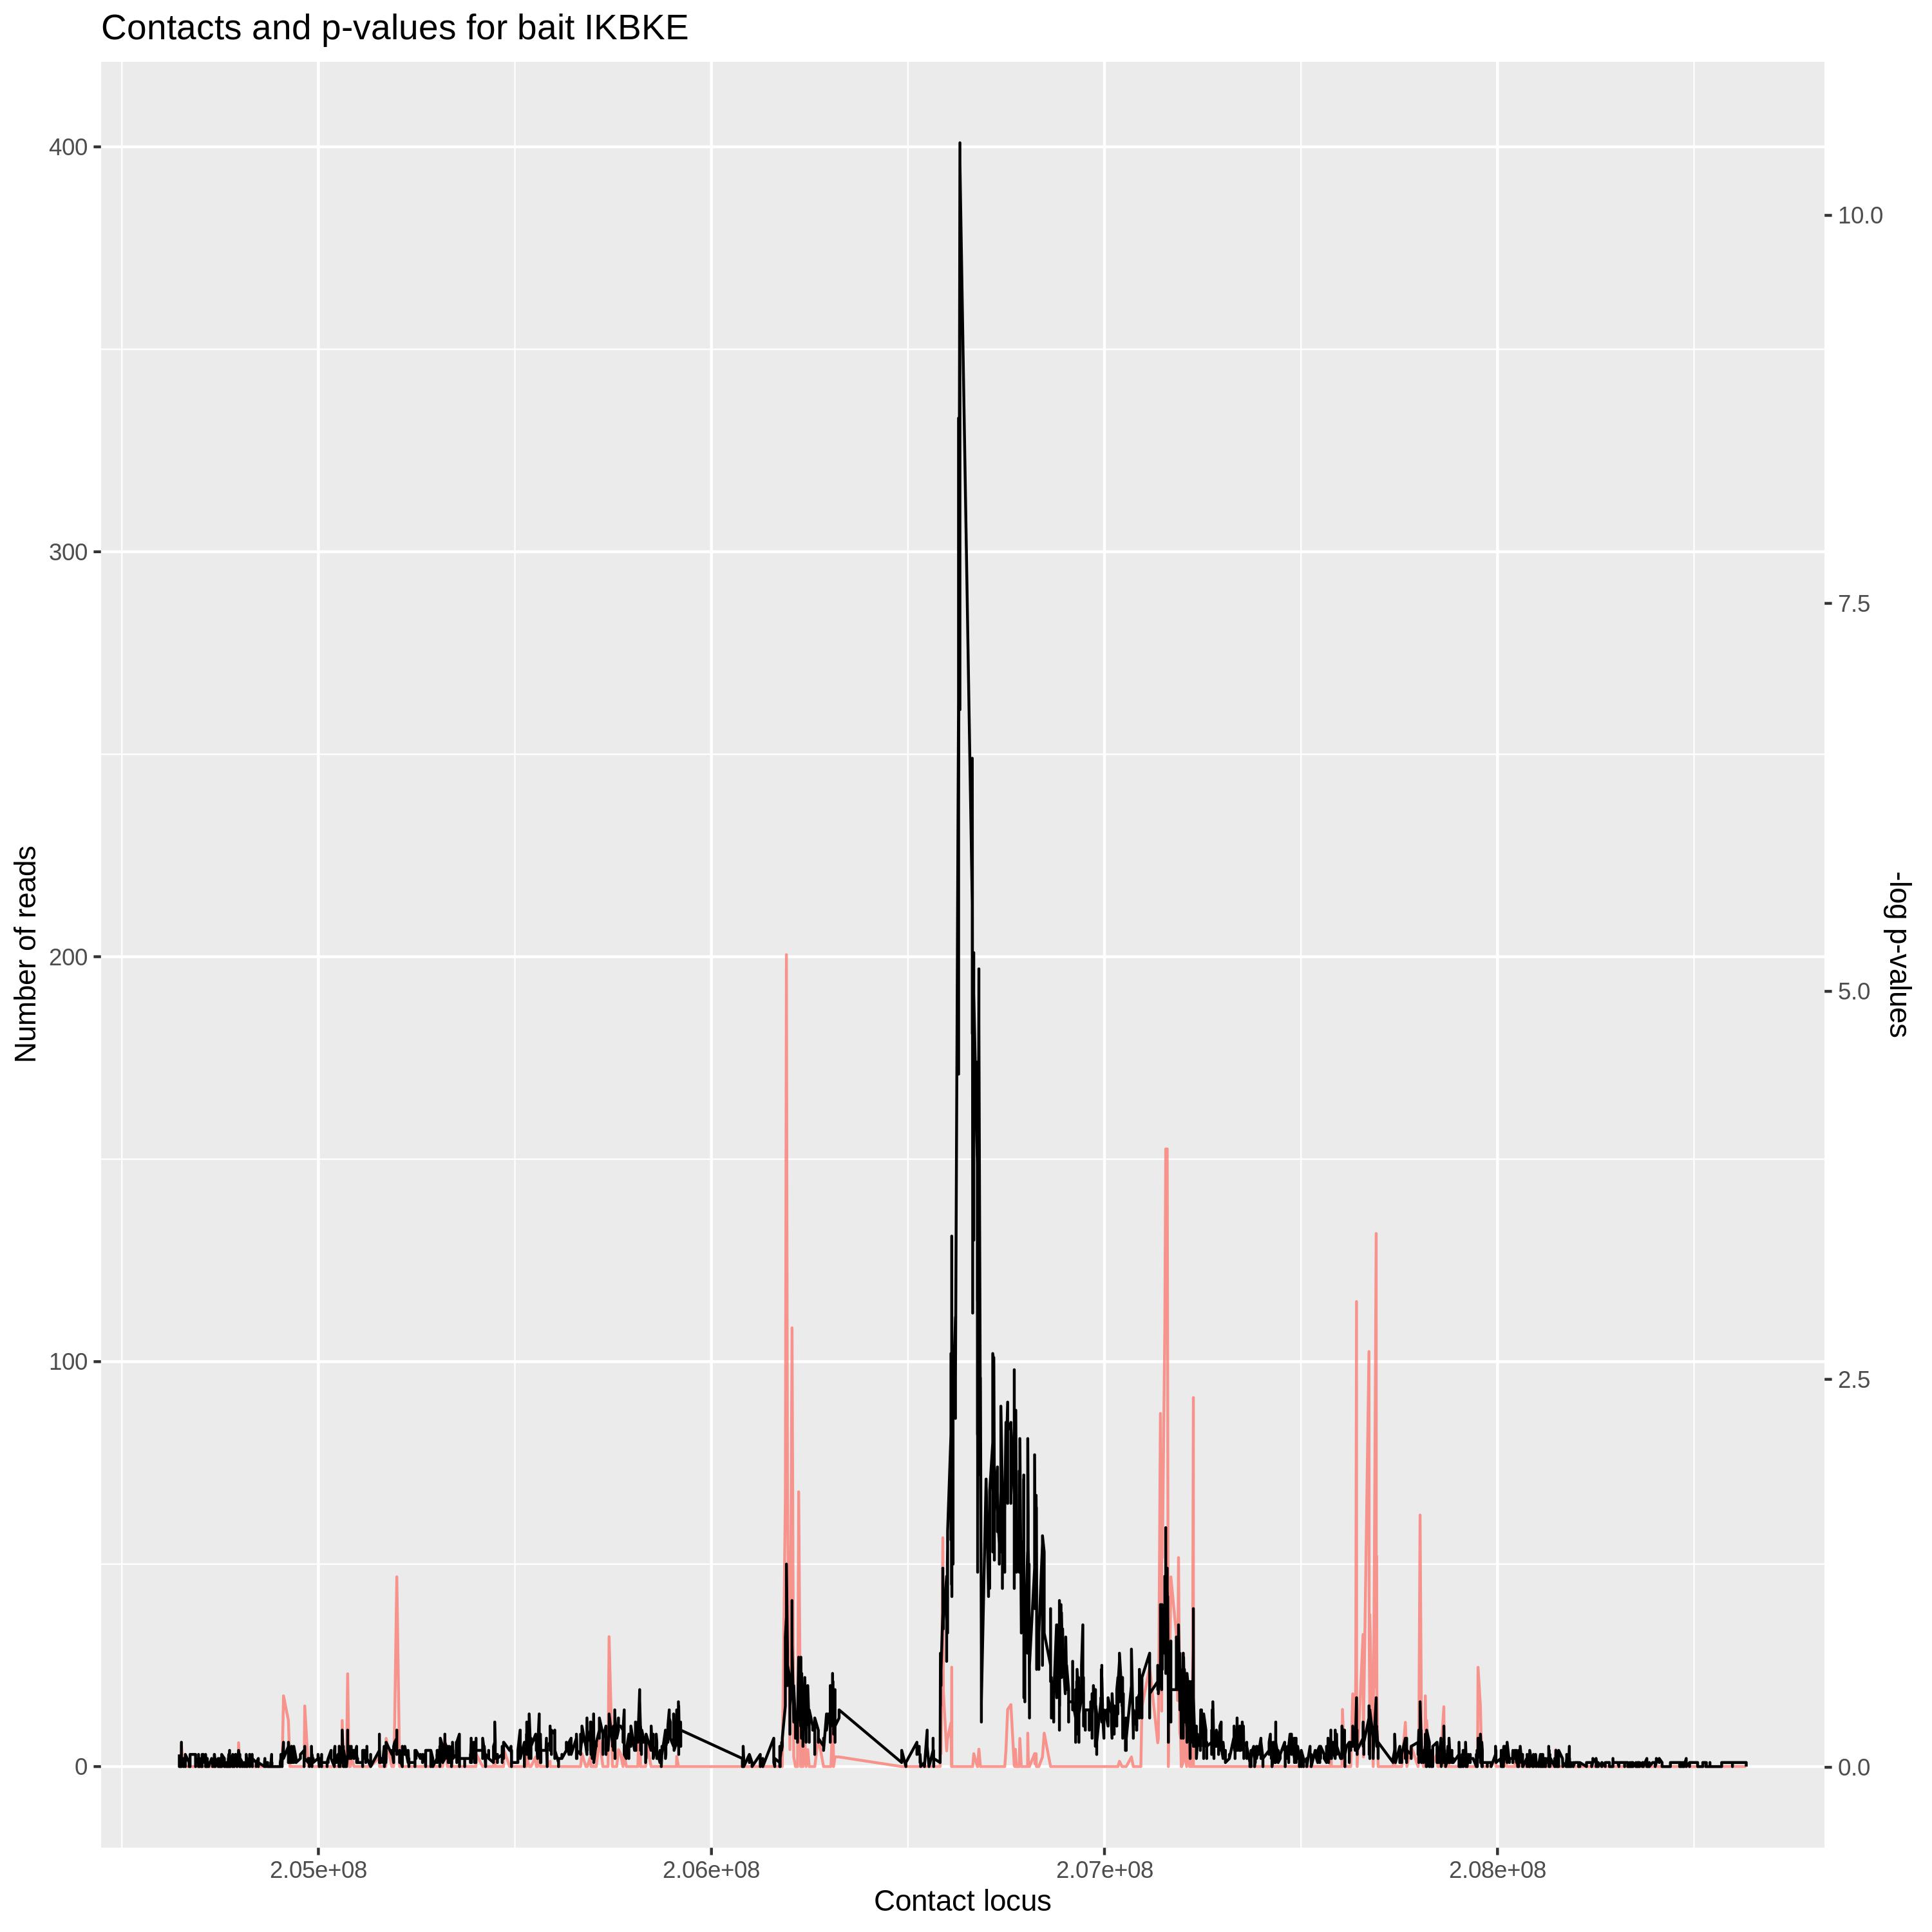 Contacts and p-values for bait IKBKE
400
300
200
100
0
Number of reads
10.0
7.5
5.0
2.5
0.0
-log p-values
2.05e+08
2.06e+08
2.07e+08
2.08e+08
Contact locus